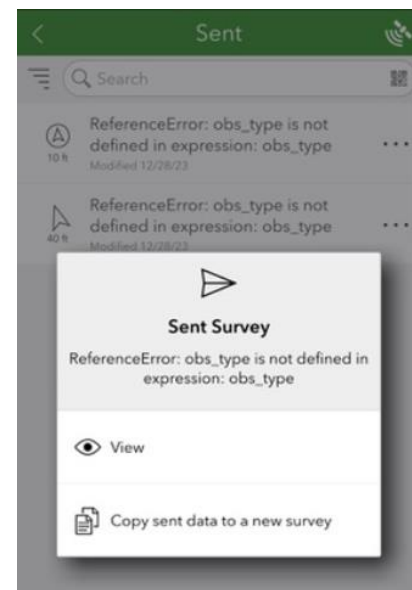 Sent
Search
ReferenceError: obs_type is not
defined in expression: obs_type
Modified 12/28/23
10 ft
ReferenceError: obs_type is not
defined in expression: obs_type
Modified 12/28/23
40 ft
Sent Survey
ReferenceError: obs_type is not defined in
expression: obs_type
View
Copy sent data to a new survey